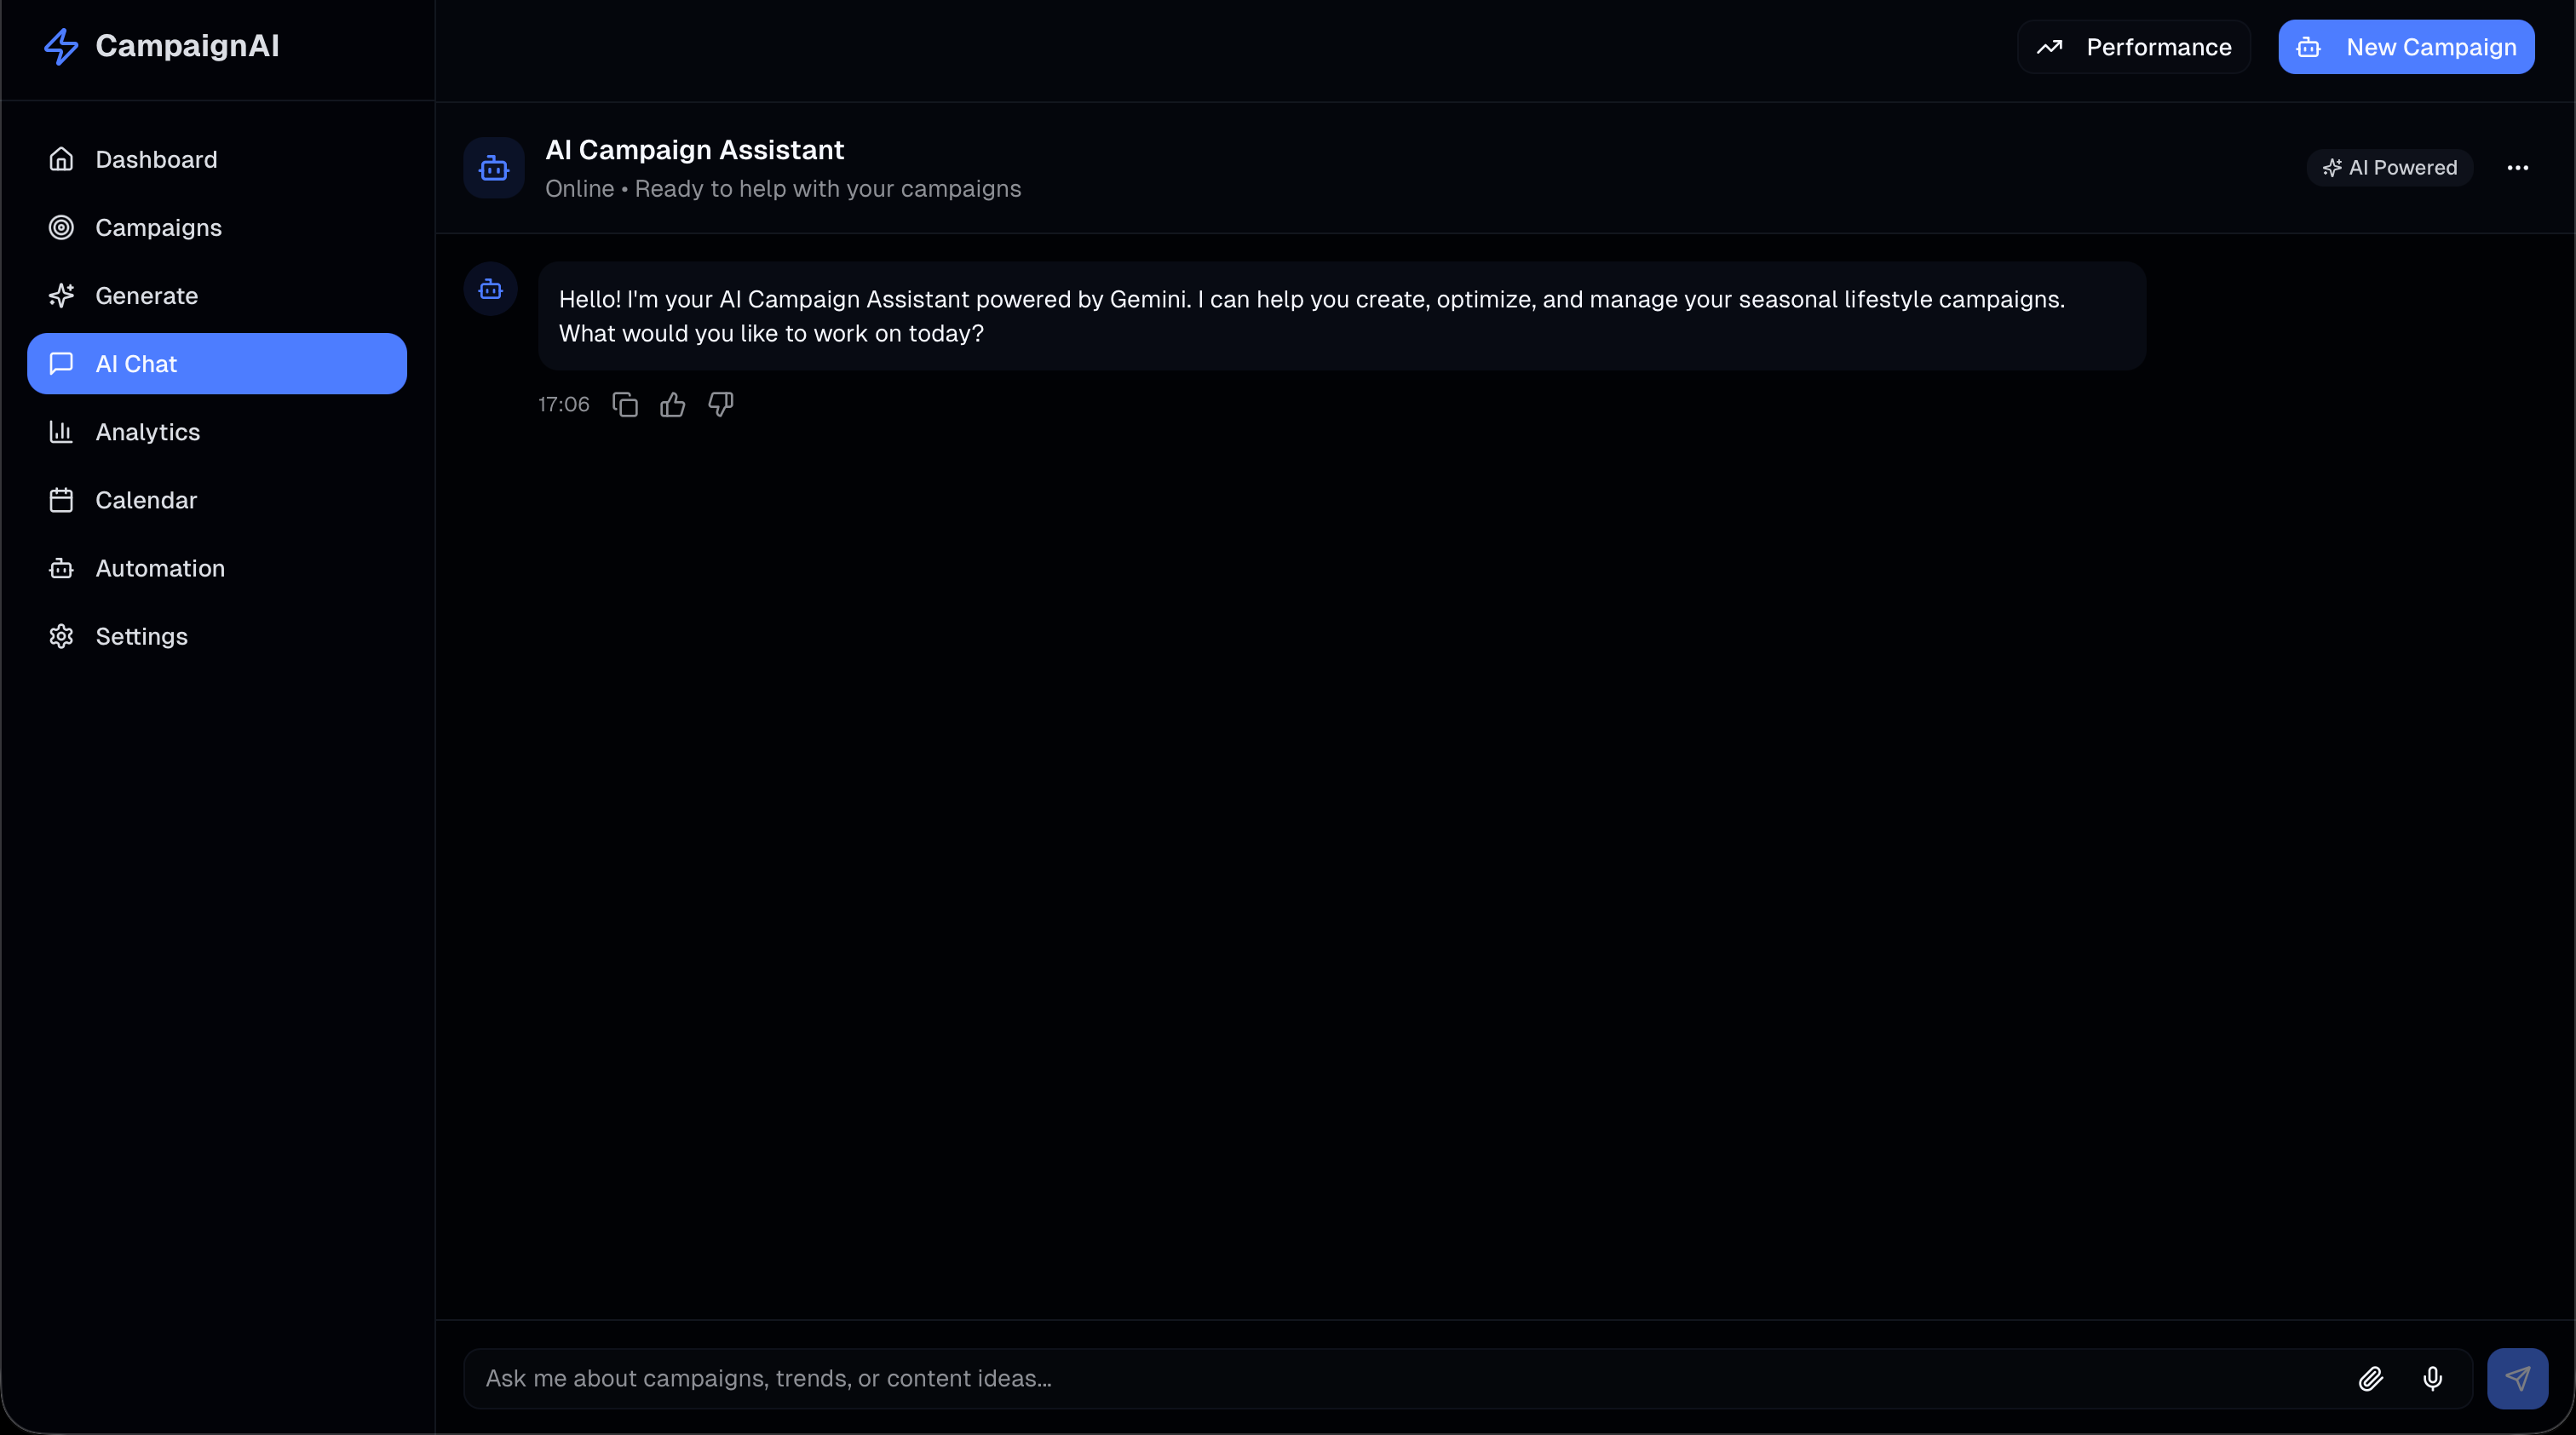 CampaignAI
Performance
New Campaign
Dashboard
Campaigns
Generate
AI Chat
Analytics
Calendar
Automation
Settings
AI Campaign Assistant
Online • Ready to help with your campaigns
AI Powered
Hello! I'm your AI Campaign Assistant powered by Gemini. I can help you create, optimize, and manage your seasonal lifestyle campaigns.
What would you like to work on today?
17:06
Ask me about campaigns, trends, or content ideas...